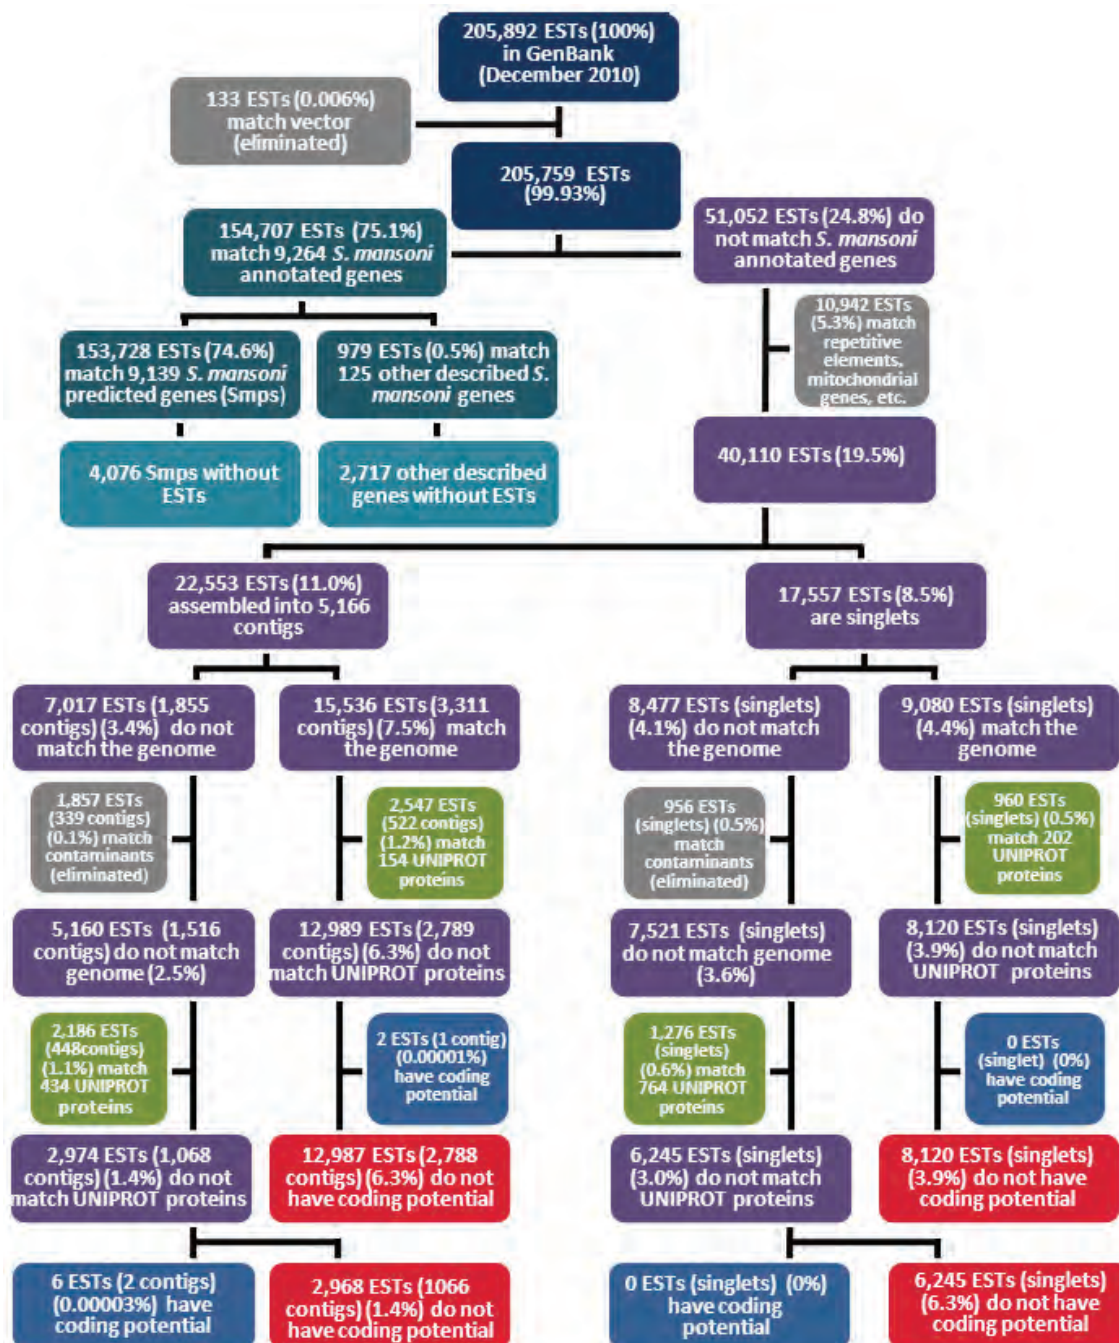 205,892 ESTs (100%)
in GenBank
(December 2010)
133 ESTs (0.006%)
match vector
(eliminated)
205,759 ESTs
(99.93%)
154,707 ESTs (75.1%)
match 9,264 S. mansoni
annotated genes
51,052 ESTs (24.8%) do
not match S. mansoni
annotated genes
10,942 ESTs
(5.3%) match
repetitive
elements,
mitochondrial
genes, etc.
153,728 ESTs (74.6%)
match 9,139 S. mansoni
predicted genes (Smps)
979 ESTs (0.5%) match
125 other described S.
mansoni genes
4,076 Smps without
ESTs
2,717 other described
genes without ESTs
40,110 ESTs (19.5%)
22,553 ESTs (11.0%)
assembled into 5,166
contigs
17,557 ESTs (8.5%)
are singlets
7,017 ESTs (1,855
contigs) (3.4%) do not
match the genome
15,536 ESTs (3,311
contigs) (7.5%) match
the genome
8,477 ESTs (singlets)
(4.1%) do not match
the genome
9,080 ESTs (singlets)
(4.4%) match the
genome
1,857 ESTs
(339 contigs)
(0.1%) match
contaminants
(eliminated)
2,547 ESTs
(522 contigs)
(1.2%) match
154 UNIPROT
proteins
956 ESTs
(singlets) (0.5%)
match
contaminants
(eliminated)
960 ESTs
(singlets) (0.5%)
match 202
UNIPROT
proteins
5,160 ESTs (1,516
contigs) do not match
genome (2.5%)
12,989 ESTs (2,789
contigs) (6.3%) do not
match UNIPROT proteins
7,521 ESTs (singlets)
do not match genome
(3.6%)
8,120 ESTs (singlets)
(3.9%) do not match
UNIPROT proteins
2,186 ESTs
(448contigs)
(1.1%) match
434 UNIPROT
proteins
2 ESTs (1 contig)
(0.00001%)
have coding
potential
1,276 ESTs
(singlets)
(0.6%) match
764 UNIPROT
proteins
0 ESTs
(singlet) (0%)
have coding
potential
2,974 ESTs (1,068
contigs) (1.4%) do not
match UNIPROT proteins
12,987 ESTs (2,788
contigs) (6.3%) do not
have coding potential
6,245 ESTs (singlets)
(3.0%) do not match
UNIPROT proteins
8,120 ESTs (singlets)
(3.9%) do not have
coding potential
6 ESTs (2 contigs)
(0.00003%) have
coding potential
2,968 ESTs (1066
contigs) (1.4%) do not
have coding potential
0 ESTs (singlets) (0%)
have coding
potential
6,245 ESTs (singlets)
(6.3%) do not have
coding potential